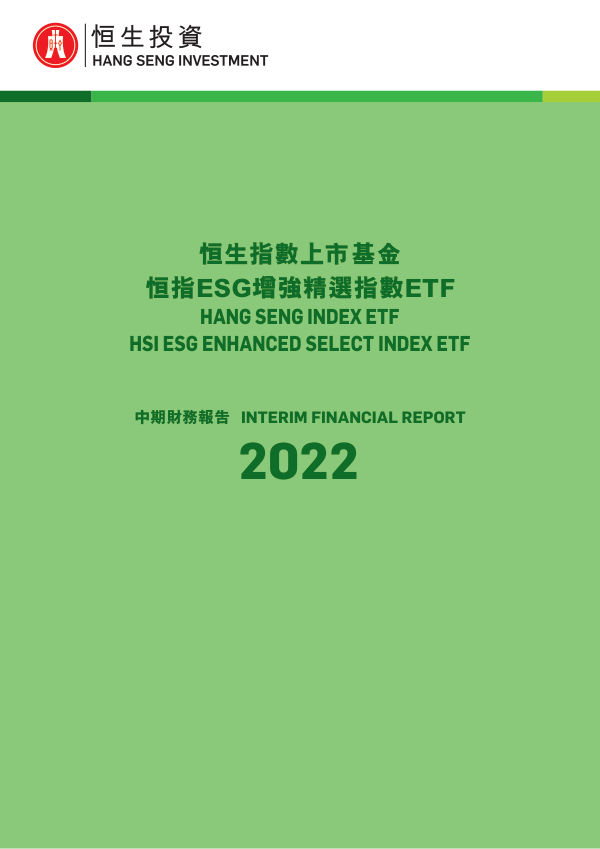 恒生投資
HANG SENG INVESTMENT
恒生指數上市基金
恒指ESG增強精選指數ETF
HANG SENG INDEX ETF
HSI ESG ENHANCED SELECT INDEX ETF
中期財務報告 INTERIM FINANCIAL REPORT
2022